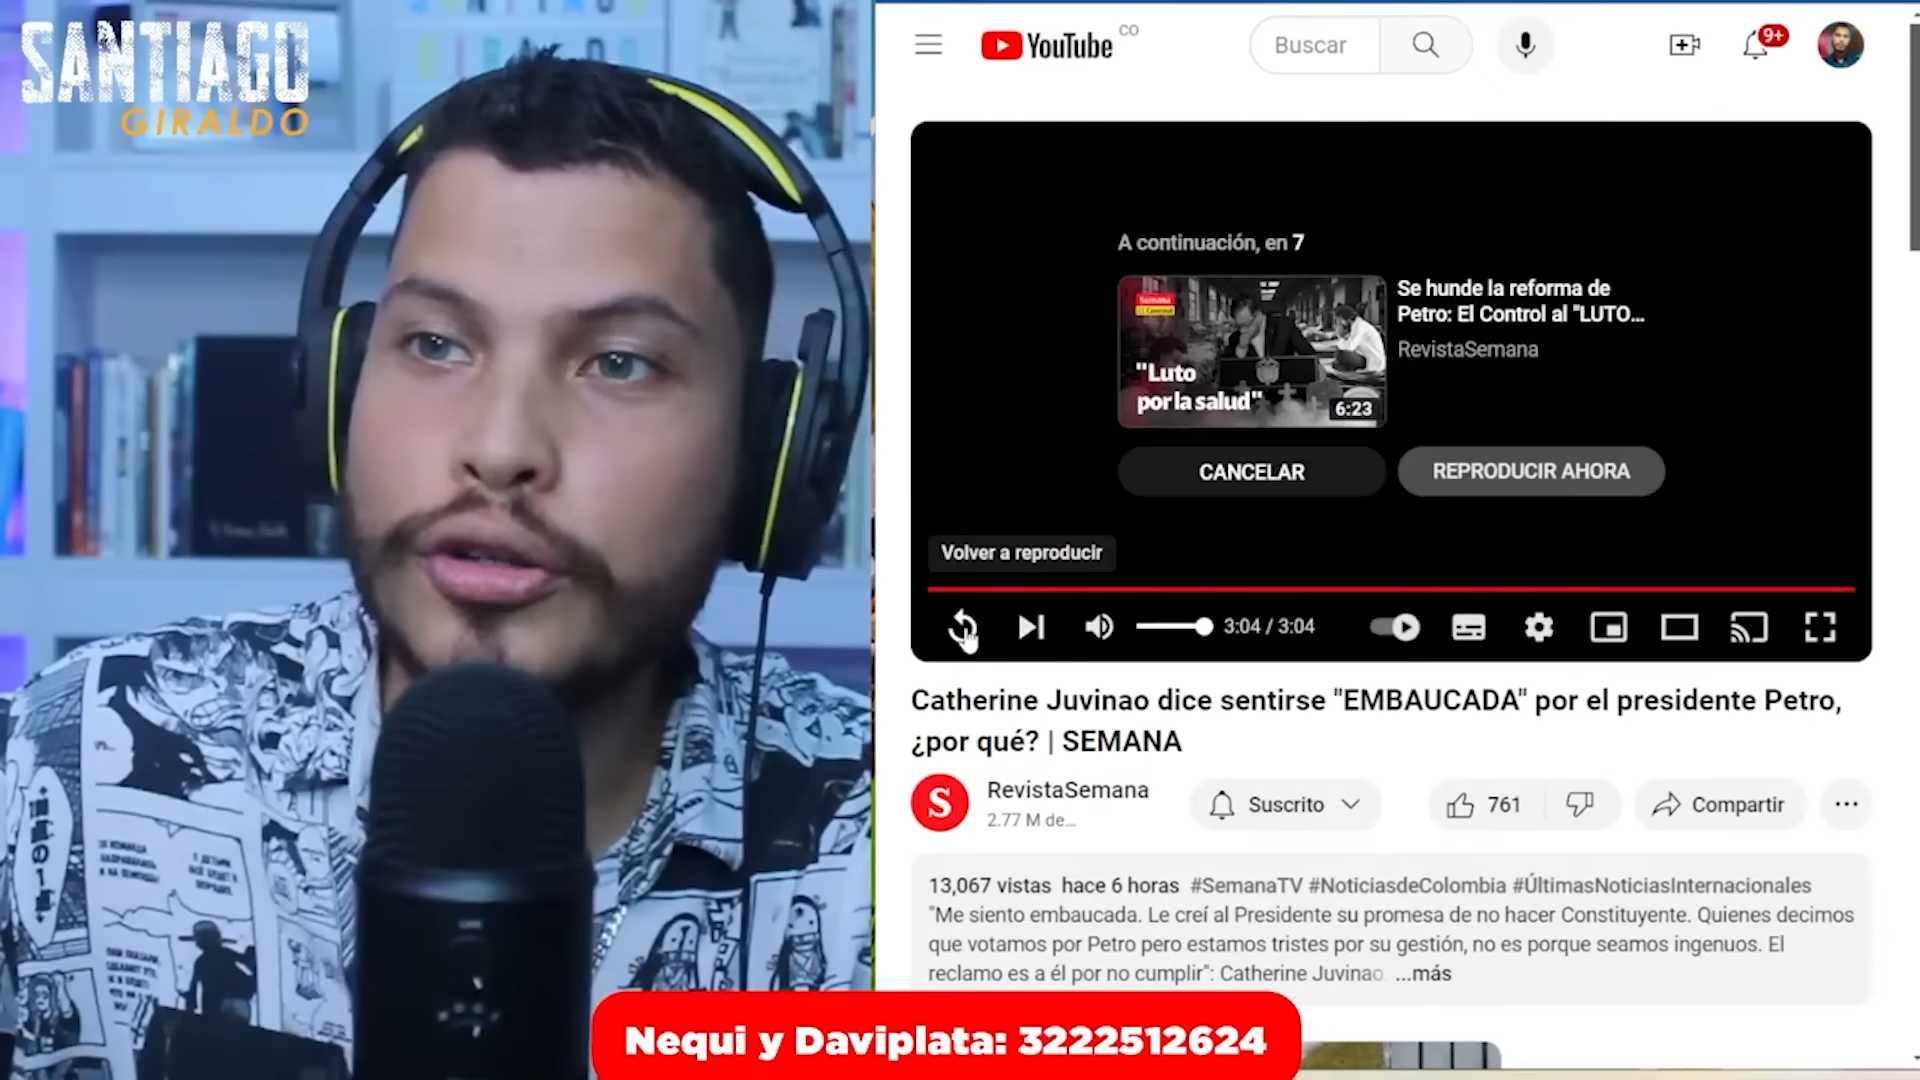 SANTIAGO
GIRALDO
YouTube CO
Buscar
9+
A continuación, en 7
Semana
"Luto
por la salud"
6:23
Se hunde la reforma de
Petro: El Control al "LUTO...
RevistaSemana
CANCELAR
REPRODUCIR AHORA
Volver a reproducir
3:04 / 3:04
Catherine Juvinao dice sentirse "EMBAUCADA" por el presidente Petro,
¿por qué? | SEMANA
S
RevistaSemana
2.77 M de...
Suscrito
761
Compartir
13,067 vistas hace 6 horas #SemanaTV #NoticiasdeColombia #ÚltimasNoticiasInternacionales
"Me siento embaucada. Le creí al Presidente su promesa de no hacer Constituyente. Quienes decimos
que votamos por Petro pero estamos tristes por su gestión, no es porque seamos ingenuos. El
reclamo es a él por no cumplir": Catherine Juvinao, ...más
Nequi y Daviplata: 3222512624